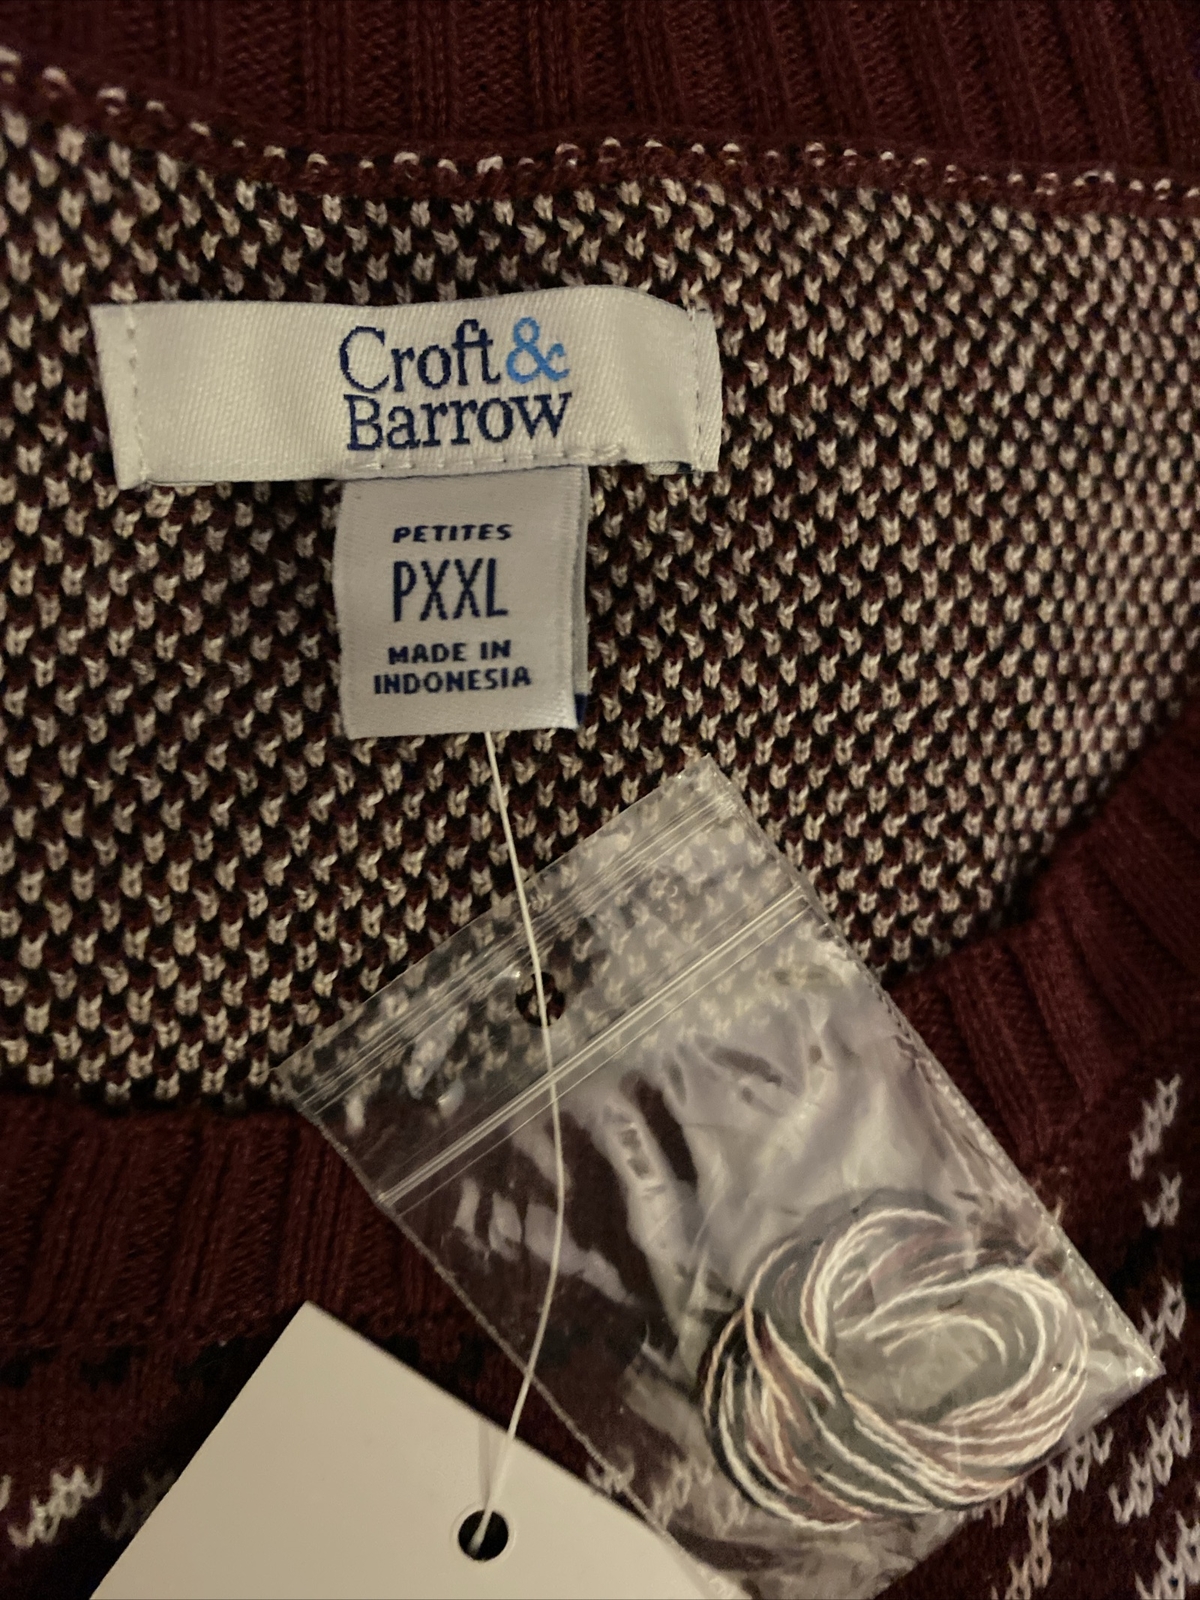 Croft &
Barrow
PETITES
PXXL
MADE IN
INDONESIA